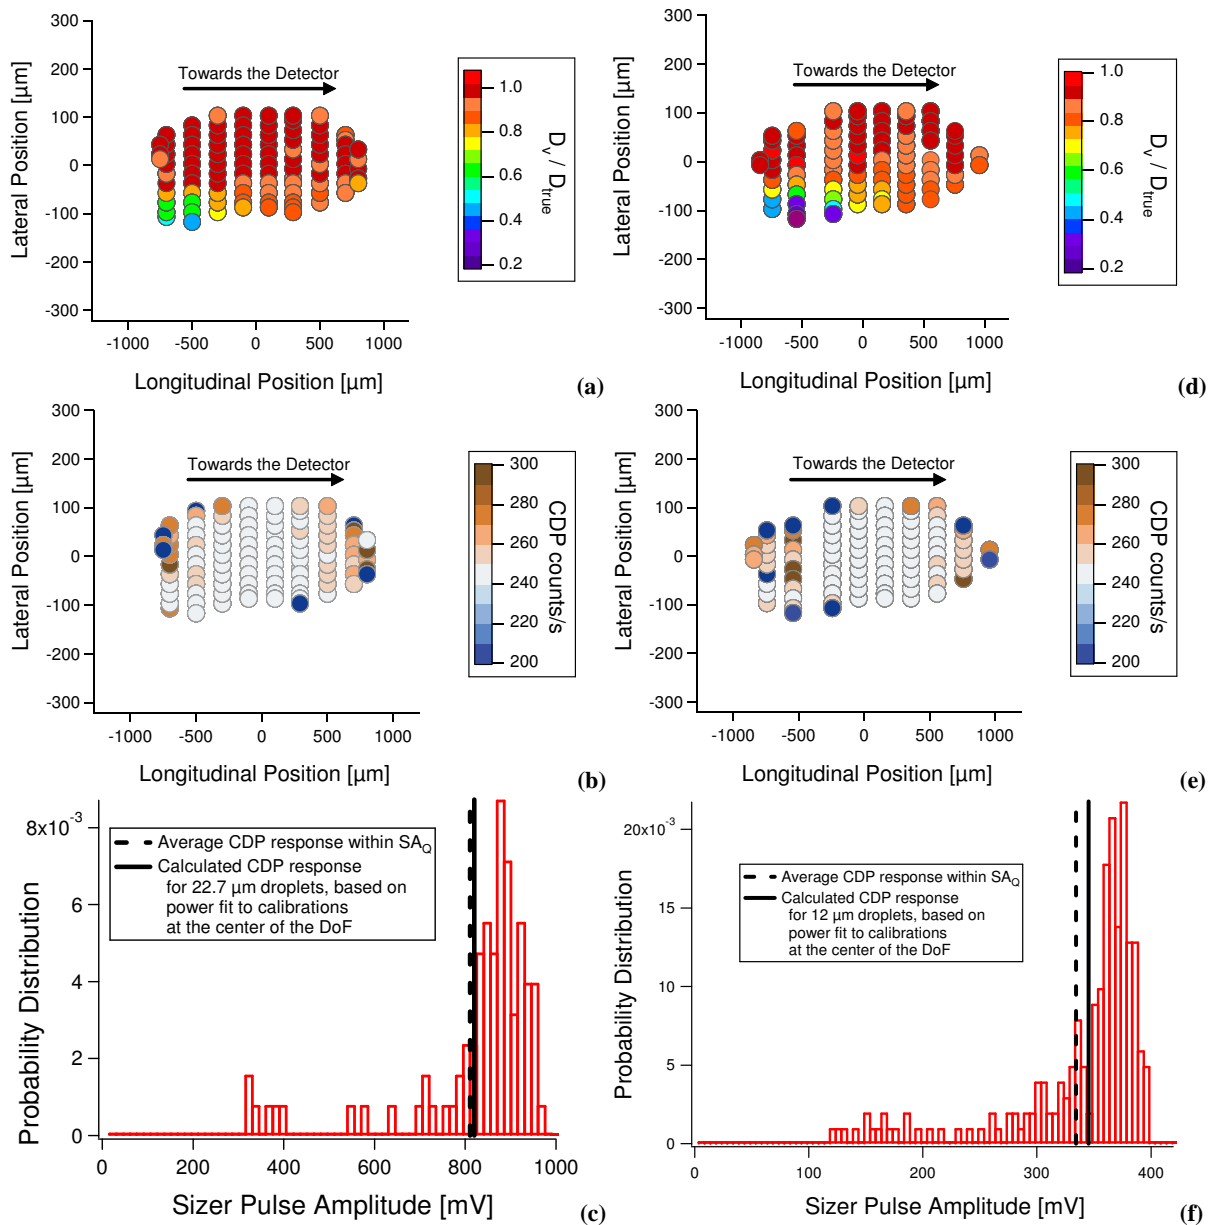 300
200
100
0
-100
-200
-300
Lateral Position [µm]
Towards the Detector
-1000
-500
0
500
1000
Longitudinal Position [µm]
1.0
0.8
0.6
0.4
0.2
Dv / Dtrue
(a)
300
200
100
0
-100
-200
-300
Lateral Position [µm]
Towards the Detector
-1000
-500
0
500
1000
Longitudinal Position [µm]
1.0
0.8
0.6
0.4
0.2
Dv / Dtrue
(d)
300
200
100
0
-100
-200
-300
Lateral Position [µm]
Towards the Detector
-1000
-500
0
500
1000
Longitudinal Position [µm]
300
280
260
240
220
200
CDP counts/s
(b)
300
200
100
0
-100
-200
-300
Lateral Position [µm]
Towards the Detector
-1000
-500
0
500
1000
Longitudinal Position [µm]
300
280
260
240
220
200
CDP counts/s
(e)
8x10⁻³
6
4
2
0
Probability Distribution
Average CDP response within SAQ
Calculated CDP response
for 22.7 µm droplets, based on
power fit to calibrations
at the center of the DoF
0
200
400
600
800
1000
Sizer Pulse Amplitude [mV]
(c)
20x10⁻³
15
10
5
0
Probability Distribution
Average CDP response within SAQ
Calculated CDP response
for 12 µm droplets, based on
power fit to calibrations
at the center of the DoF
0
100
200
300
400
Sizer Pulse Amplitude [mV]
(f)